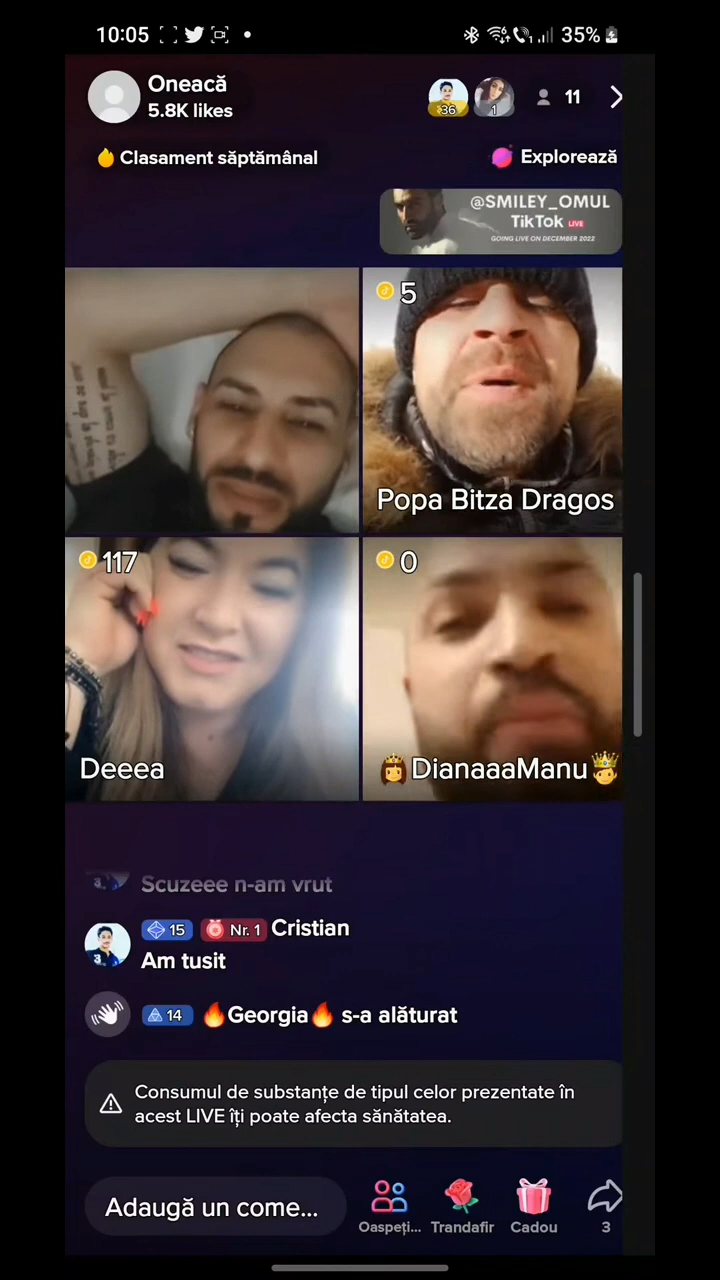 10:05
35%
Oneacă
5.8K likes
36
1
11
Clasament săptămânal
Explorează
@SMILEY_OMUL
TikTok LIVE
GOING LIVE ON DECEMBER 2022
5
Popa Bitza Dragos
117
0
Deeea
DianaaaManu
Scuzeee n-am vrut
15 Nr. 1 Cristian
Am tusit
14 🔥Georgia🔥 s-a alăturat
Consumul de substanțe de tipul celor prezentate în
acest LIVE îți poate afecta sănătatea.
Adaugă un come...
Oaspeți...
Trandafir
Cadou
3